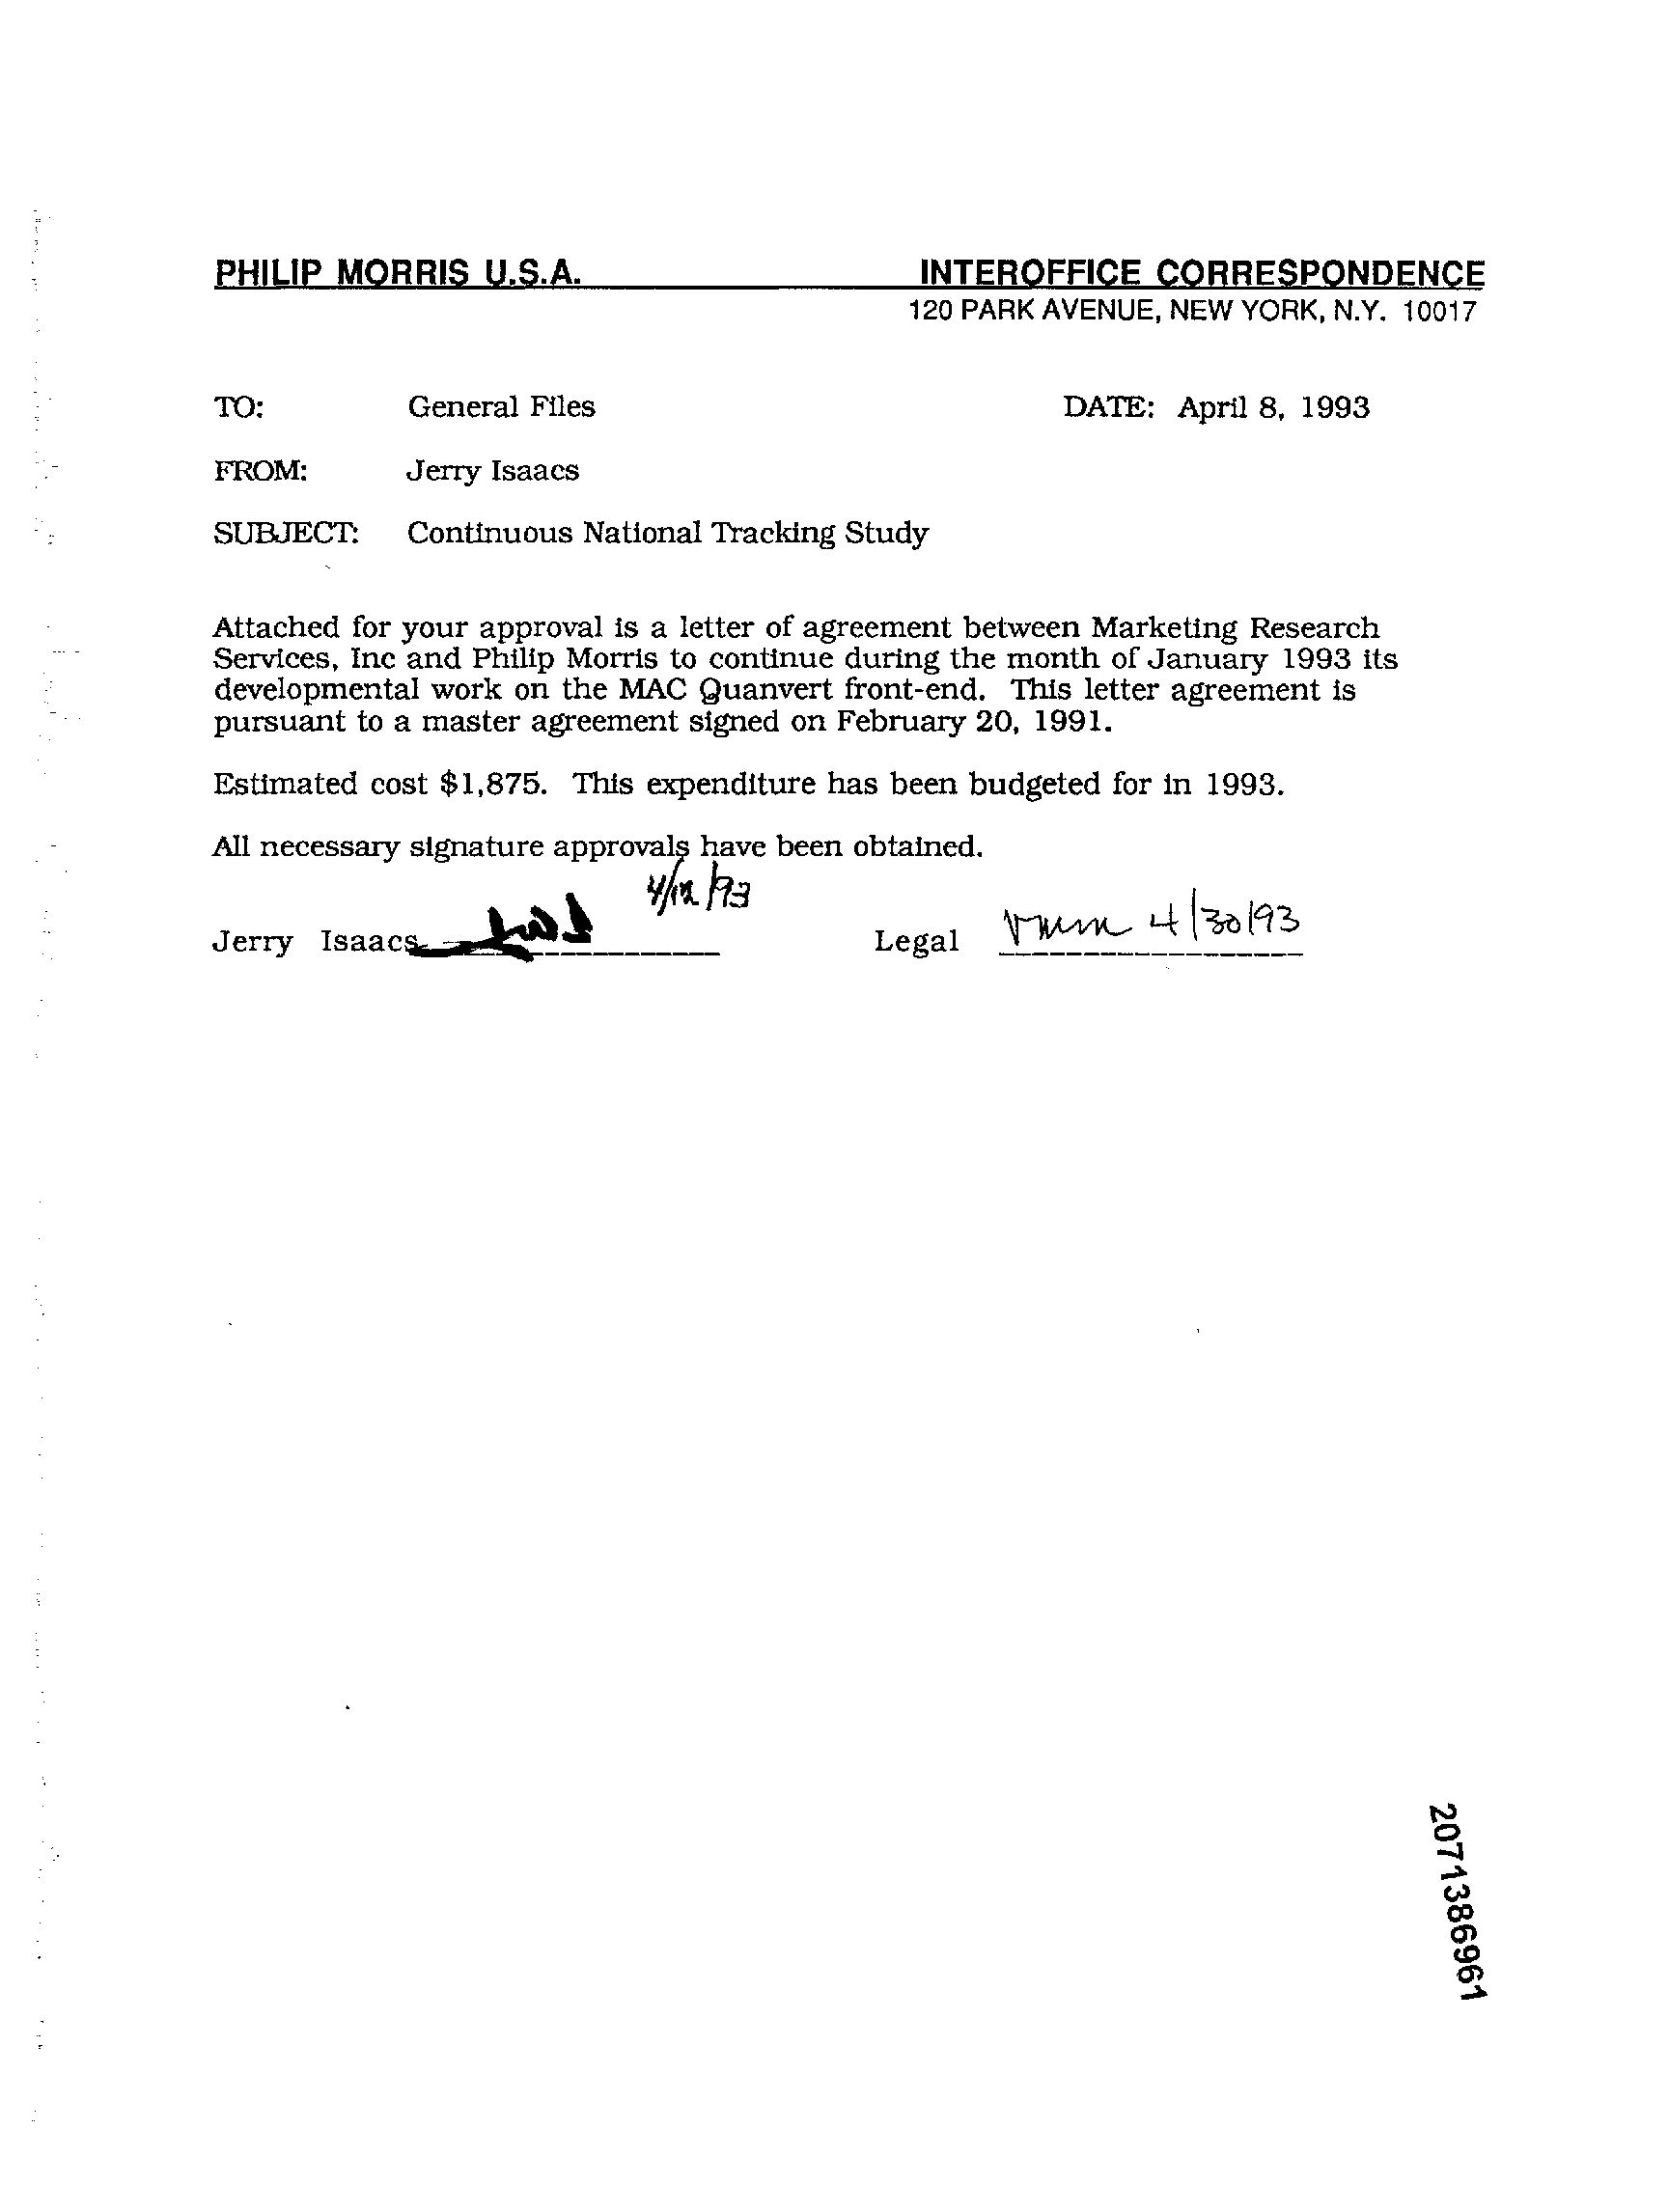 PHILIP MORRIS U.S.A. INTEROFFICE CORRESPONDENCE
120 PARK AVENUE, NEW YORK, N.Y. 10017
TO: General Files DATE: April 8, 1993
FROM: Jerry Isaacs
SUBJECT: Continuous National Tracking Study
Attached for your approval is a letter of agreement between Marketing Research
Services, Inc and Philip Morris to continue during the month of January 1993 its
developmental work on the MAC Quanvert front-end. This letter agreement is
pursuant to a master agreement signed on February 20, 1991.
Estimated cost $1,875. This expenditure has been budgeted for in 1993.
All necessary signature approvals have been obtained.
4/12/93
Jerry Isaacs Legal 4/30/93
2071386961